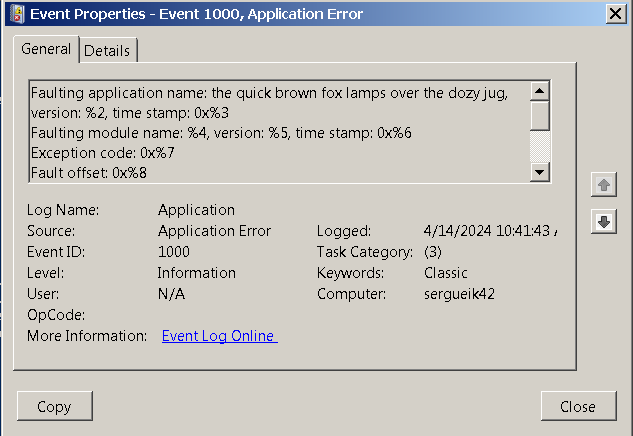 Event Properties - Event 1000, Application Error
General Details
Faulting application name: the quick brown fox lamps over the dozy jug,
version: %2, time stamp: 0x%3
Faulting module name: %4, version: %5, time stamp: 0x%6
Exception code: 0x%7
Fault offset: 0x%8
Log Name: Application
Source: Application Error Logged: 4/14/2024 10:41:43
Event ID: 1000 Task Category: (3)
Level: Information Keywords: Classic
User: N/A Computer: sergueik42
OpCode:
More Information: Event Log Online
Copy Close